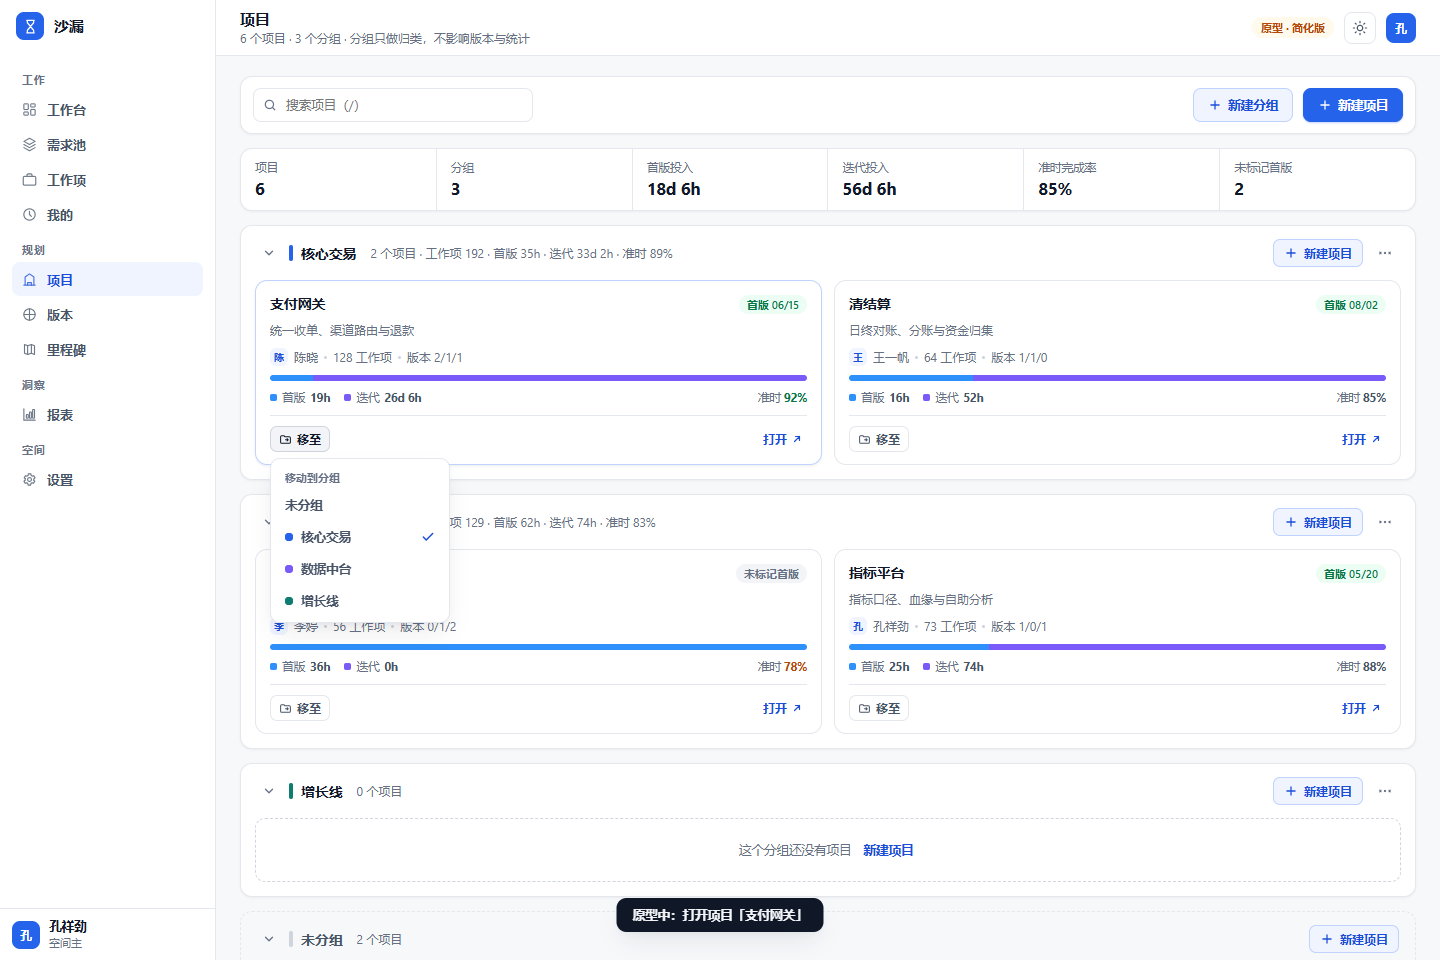 沙漏
工作
工作台
需求池
工作项
我的
规划
项目
版本
里程碑
洞察
报表
空间
设置
孔
孔祥劲
空间主
项目
6 个项目 · 3 个分组 · 分组只做归类，不影响版本与统计
原型 · 简化版
孔
搜索项目（/）
新建分组
新建项目
项目
6
分组
3
首版投入
18d 6h
迭代投入
56d 6h
准时完成率
85%
未标记首版
2
核心交易 2 个项目 · 工作项 192 · 首版 35h · 迭代 33d 2h · 准时 89%
新建项目
支付网关
首版 06/15
统一收单、渠道路由与退款
陈 陈晓 · 128 工作项 · 版本 2/1/1
首版 19h 迭代 26d 6h 准时 92%
移至
打开
清结算
首版 08/02
日终对账、分账与资金归集
王 王一帆 · 64 工作项 · 版本 1/1/0
首版 16h 迭代 52h 准时 85%
移至
打开
移动到分组
未分组
核心交易
数据中台
增长线
项 129 · 首版 62h · 迭代 74h · 准时 83%
新建项目
未标记首版
李 李婷 · 56 工作项 · 版本 0/1/2
首版 36h 迭代 0h 准时 78%
移至
打开
指标平台
首版 05/20
指标口径、血缘与自助分析
孔 孔祥劲 · 73 工作项 · 版本 1/0/1
首版 25h 迭代 74h 准时 88%
移至
打开
增长线 0 个项目
新建项目
这个分组还没有项目 新建项目
原型中：打开项目「支付网关」
未分组 2 个项目
新建项目